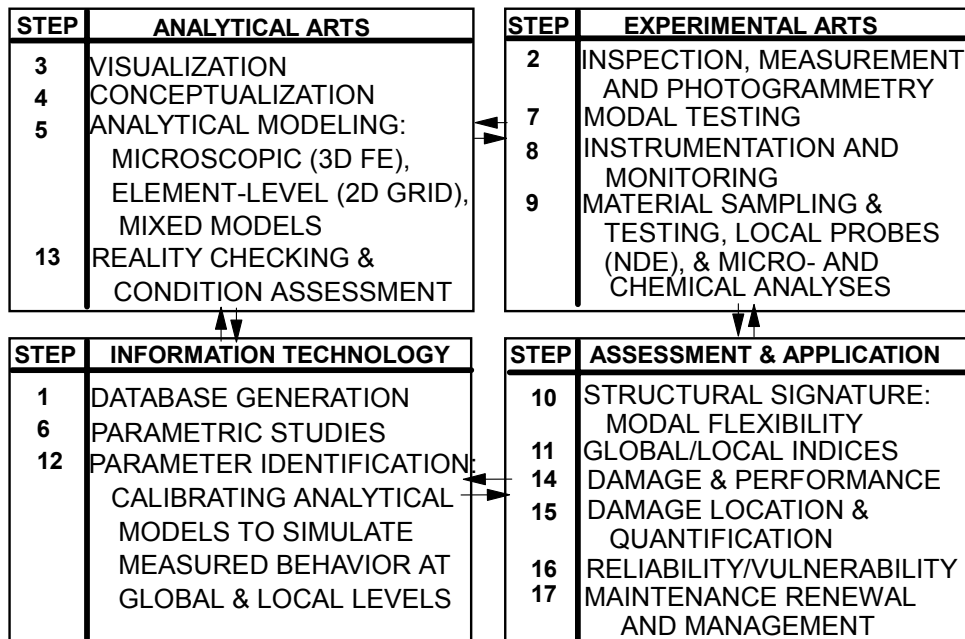 STEP ANALYTICAL ARTS
3 VISUALIZATION
4 CONCEPTUALIZATION
5 ANALYTICAL MODELING:
MICROSCOPIC (3D FE),
ELEMENT-LEVEL (2D GRID),
MIXED MODELS
13 REALITY CHECKING &
CONDITION ASSESSMENT
STEP EXPERIMENTAL ARTS
2 INSPECTION, MEASUREMENT
AND PHOTOGRAMMETRY
7 MODAL TESTING
8 INSTRUMENTATION AND
MONITORING
9 MATERIAL SAMPLING &
TESTING, LOCAL PROBES
(NDE), & MICRO- AND
CHEMICAL ANALYSES
STEP INFORMATION TECHNOLOGY
1 DATABASE GENERATION
6 PARAMETRIC STUDIES
12 PARAMETER IDENTIFICATION:
CALIBRATING ANALYTICAL
MODELS TO SIMULATE
MEASURED BEHAVIOR AT
GLOBAL & LOCAL LEVELS
STEP ASSESSMENT & APPLICATION
10 STRUCTURAL SIGNATURE:
MODAL FLEXIBILITY
11 GLOBAL/LOCAL INDICES
14 DAMAGE & PERFORMANCE
15 DAMAGE LOCATION &
QUANTIFICATION
16 RELIABILITY/VULNERABILITY
17 MAINTENANCE RENEWAL
AND MANAGEMENT